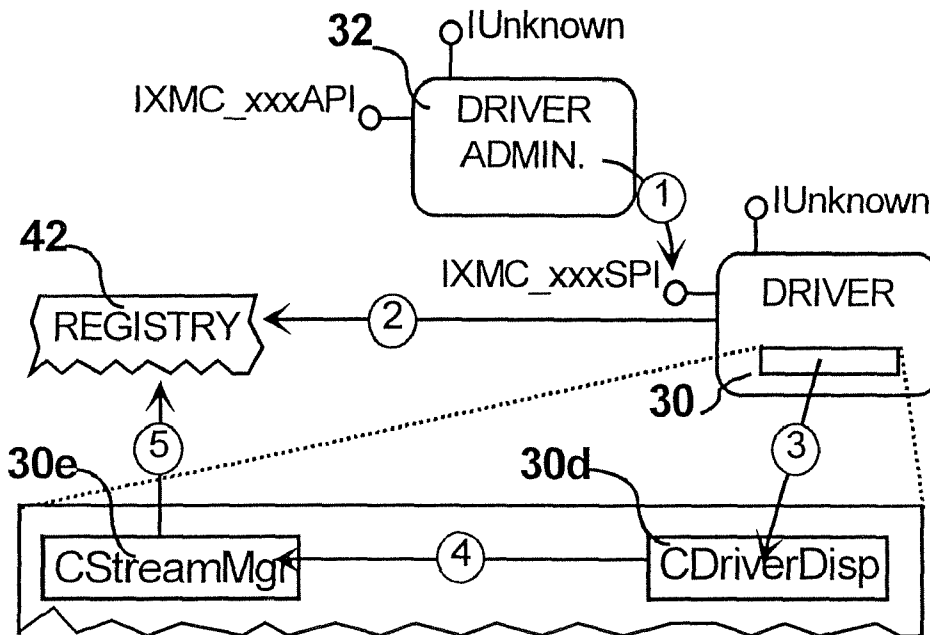 32
IUnknown
IXMC_xxxAPI
DRIVER
ADMIN.
1
IUnknown
42
IXMC_xxxSPI
DRIVER
REGISTRY
2
30
3
5
30e
30d
CStreamMgr
4
CDriverDisp